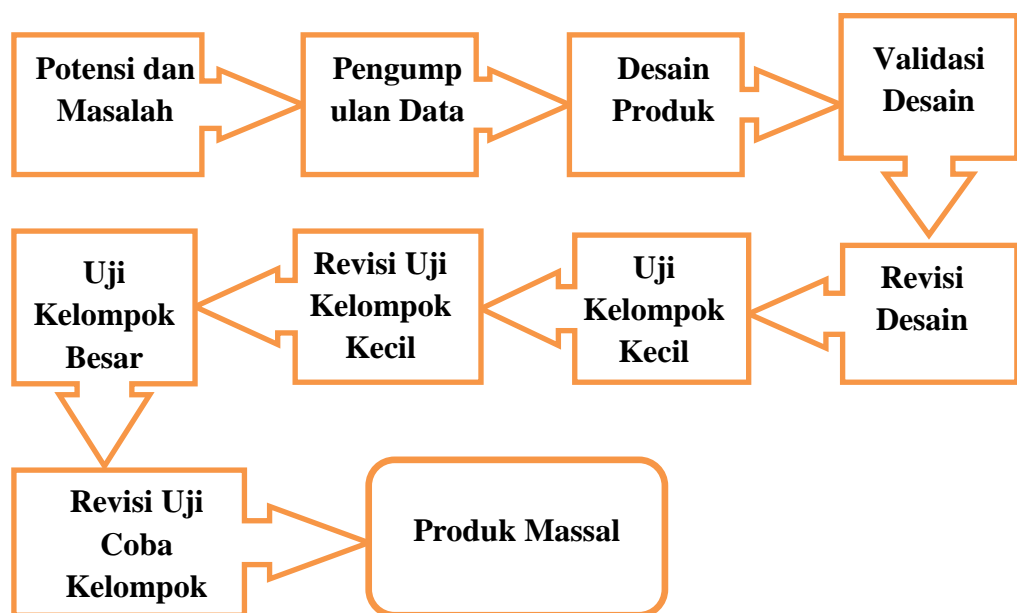 Potensi dan
Masalah
Pengump
ulan Data
Desain
Produk
Validasi
Desain
Revisi
Desain
Uji
Kelompok
Kecil
Revisi Uji
Kelompok
Kecil
Uji
Kelompok
Besar
Revisi Uji
Coba
Kelompok
Produk Massal